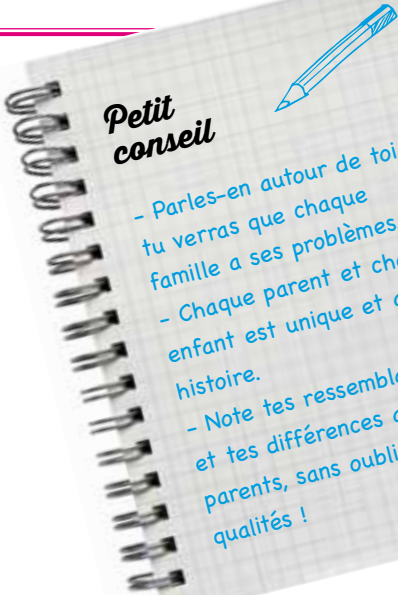 Petit
conseil
- Parles-en autour de toi
tu verras que chaque
famille a ses problèmes
- Chaque parent et
enfant est unique et
histoire.
- Note tes
et tes différences
parents, sans
qualités !